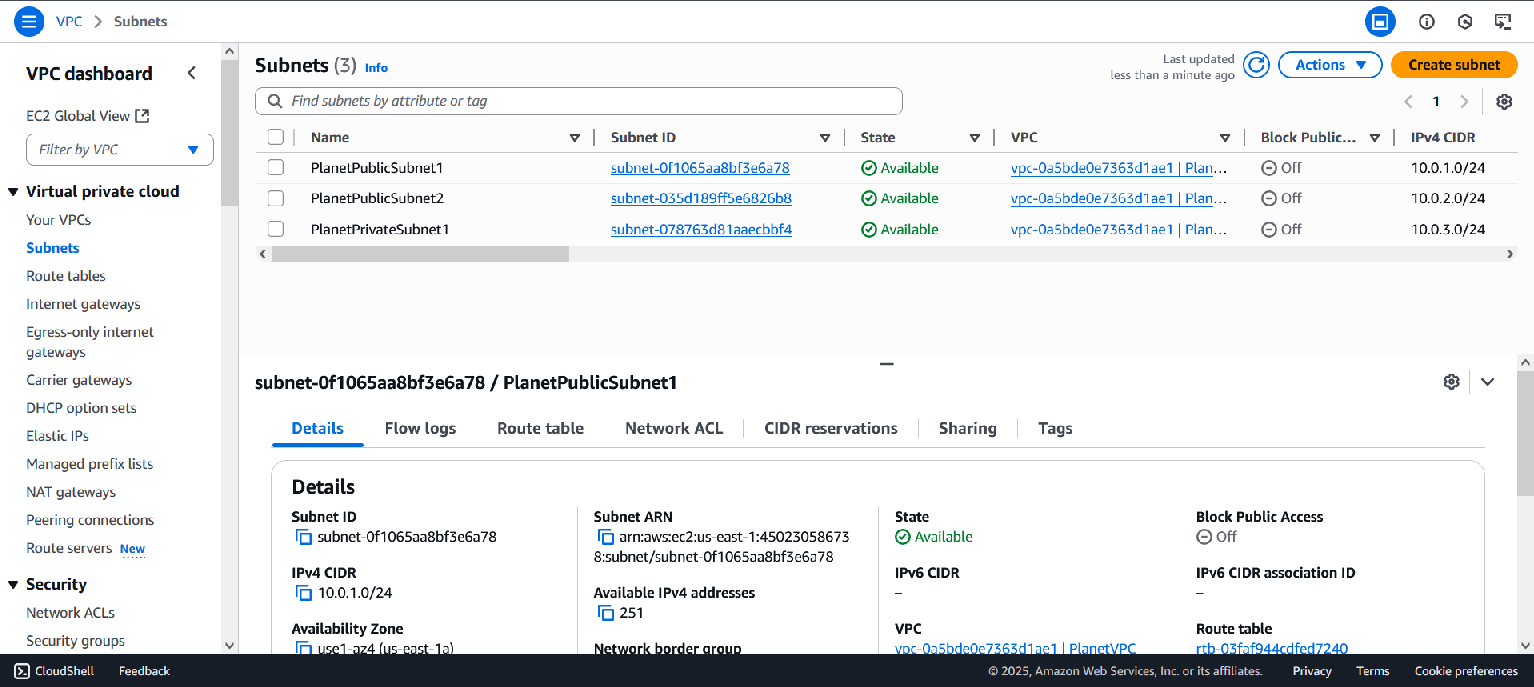 VPC > Subnets
VPC dashboard
EC2 Global View
Filter by VPC
Virtual private cloud
Your VPCs
Subnets
Route tables
Internet gateways
Egress-only internet
gateways
Carrier gateways
DHCP option sets
Elastic IPs
Managed prefix lists
NAT gateways
Peering connections
Route servers New
Security
Network ACLs
Security groups
Subnets (3) Info
Last updated
less than a minute ago
Actions
Create subnet
Find subnets by attribute or tag
1
Name Subnet ID State VPC Block Public... IPv4 CIDR
PlanetPublicSubnet1 subnet-0f1065aa8bf3e6a78 Available vpc-0a5bde0e7363d1ae1 | Plan... Off 10.0.1.0/24
PlanetPublicSubnet2 subnet-035d189ff5e6826b8 Available vpc-0a5bde0e7363d1ae1 | Plan... Off 10.0.2.0/24
PlanetPrivateSubnet1 subnet-078763d81aaecbbf4 Available vpc-0a5bde0e7363d1ae1 | Plan... Off 10.0.3.0/24
subnet-0f1065aa8bf3e6a78 / PlanetPublicSubnet1
Details Flow logs Route table Network ACL CIDR reservations Sharing Tags
Details
Subnet ID
subnet-0f1065aa8bf3e6a78
IPv4 CIDR
10.0.1.0/24
Availability Zone
use1-az4 (us-east-1a)
Subnet ARN
arn:aws:ec2:us-east-1:45023058673
8:subnet/subnet-0f1065aa8bf3e6a78
Available IPv4 addresses
251
Network border group
State
Available
IPv6 CIDR
–
VPC
vpc-0a5bde0e7363d1ae1 | PlanetVPC
Block Public Access
Off
IPv6 CIDR association ID
–
Route table
rtb-03faf944cdfed7240
CloudShell Feedback © 2025, Amazon Web Services, Inc. or its affiliates. Privacy Terms Cookie preferences